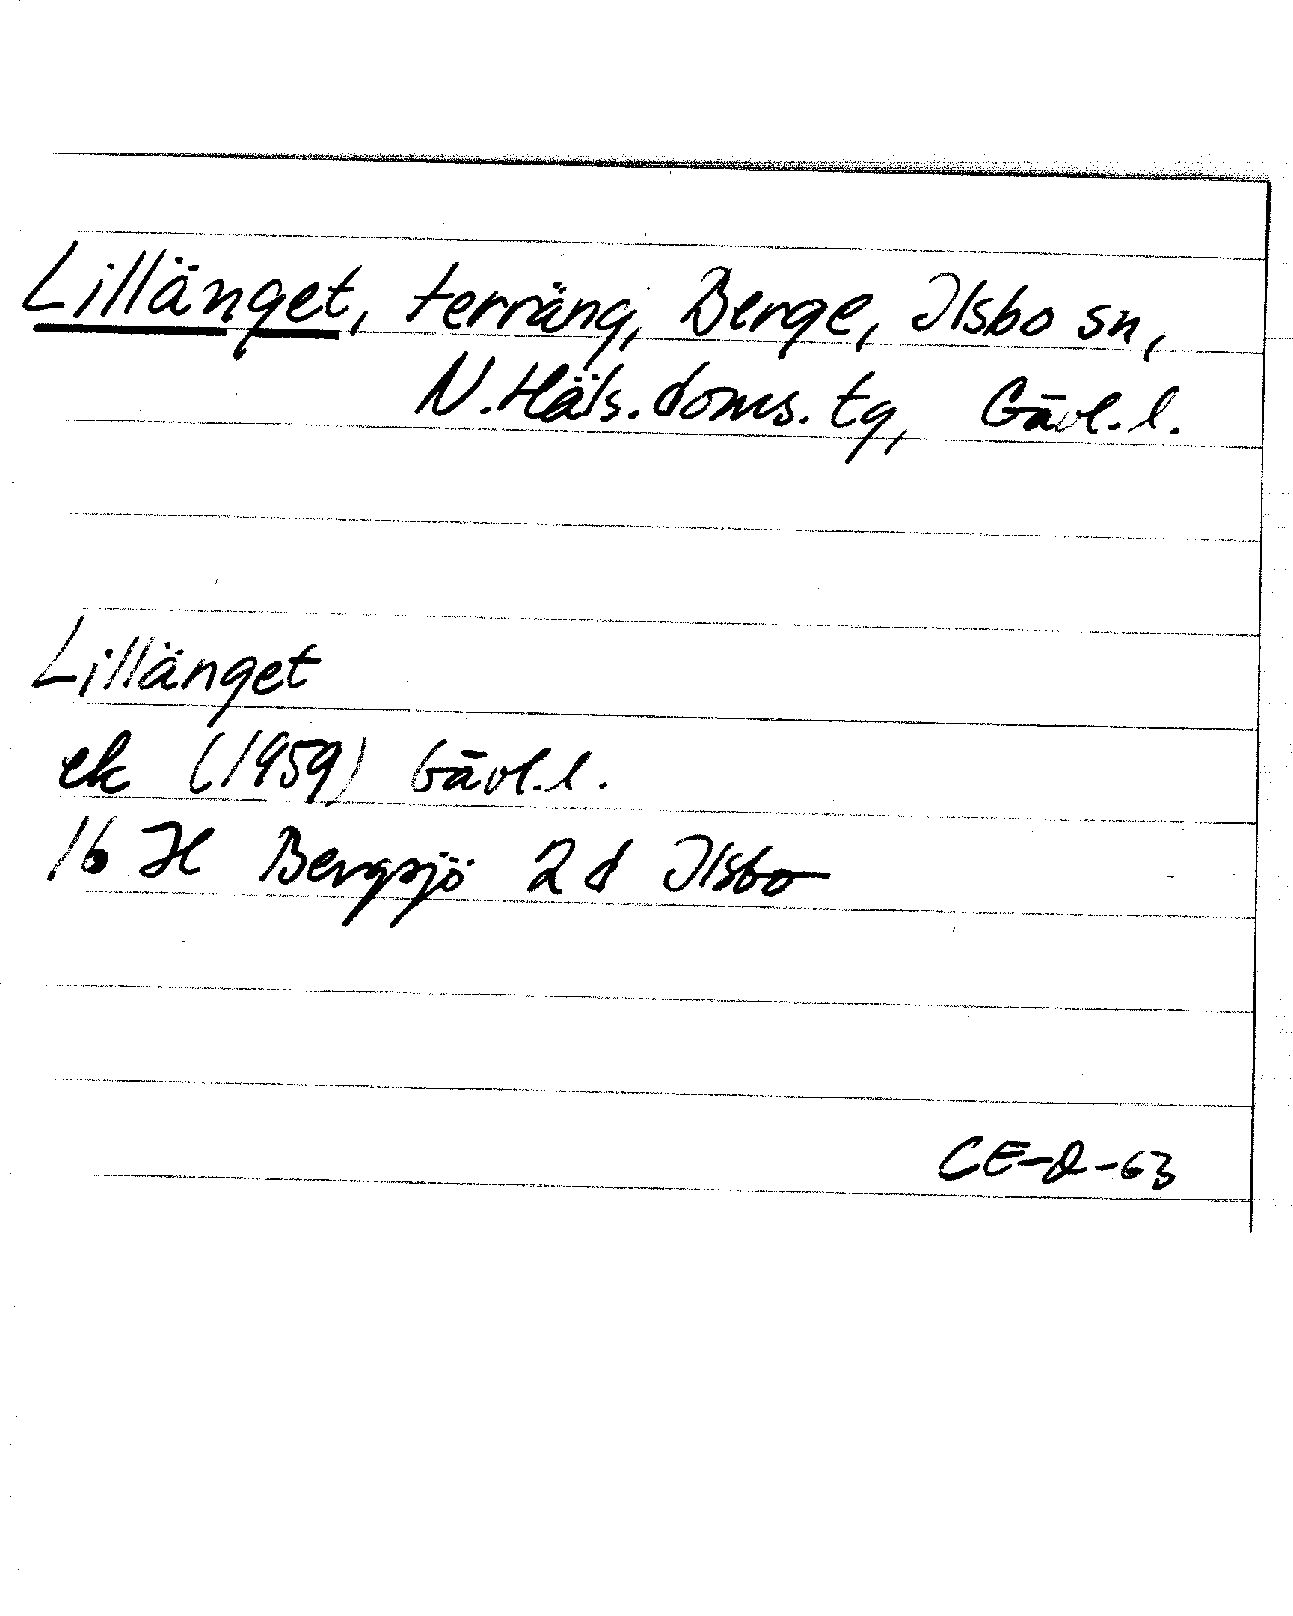 Lillänget, terräng, Berge, Ilsbo sn,
N. Häls. doms. tg, Gävl. l.
Lillänget
ek (1959) Gävl. l.
16 H Bergsjö 2 d Ilsbo
CE-D-63